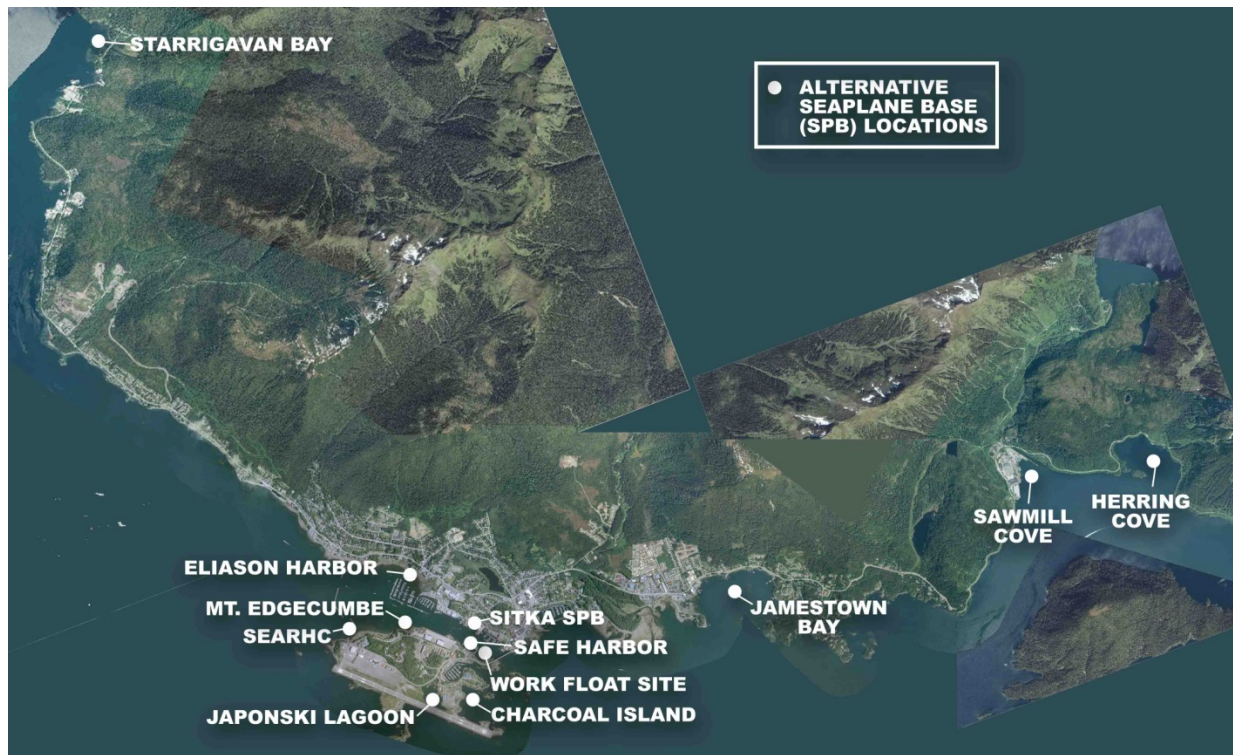 STARRIGAVAN BAY
ALTERNATIVE
SEAPLANE BASE
(SPB) LOCATIONS
SAWMILL
COVE
HERRING
COVE
ELIASON HARBOR
MT. EDGECUMBE
SEARHC
SITKA SPB
SAFE HARBOR
WORK FLOAT SITE
JAPONSKI LAGOON
CHARCOAL ISLAND
JAMESTOWN
BAY